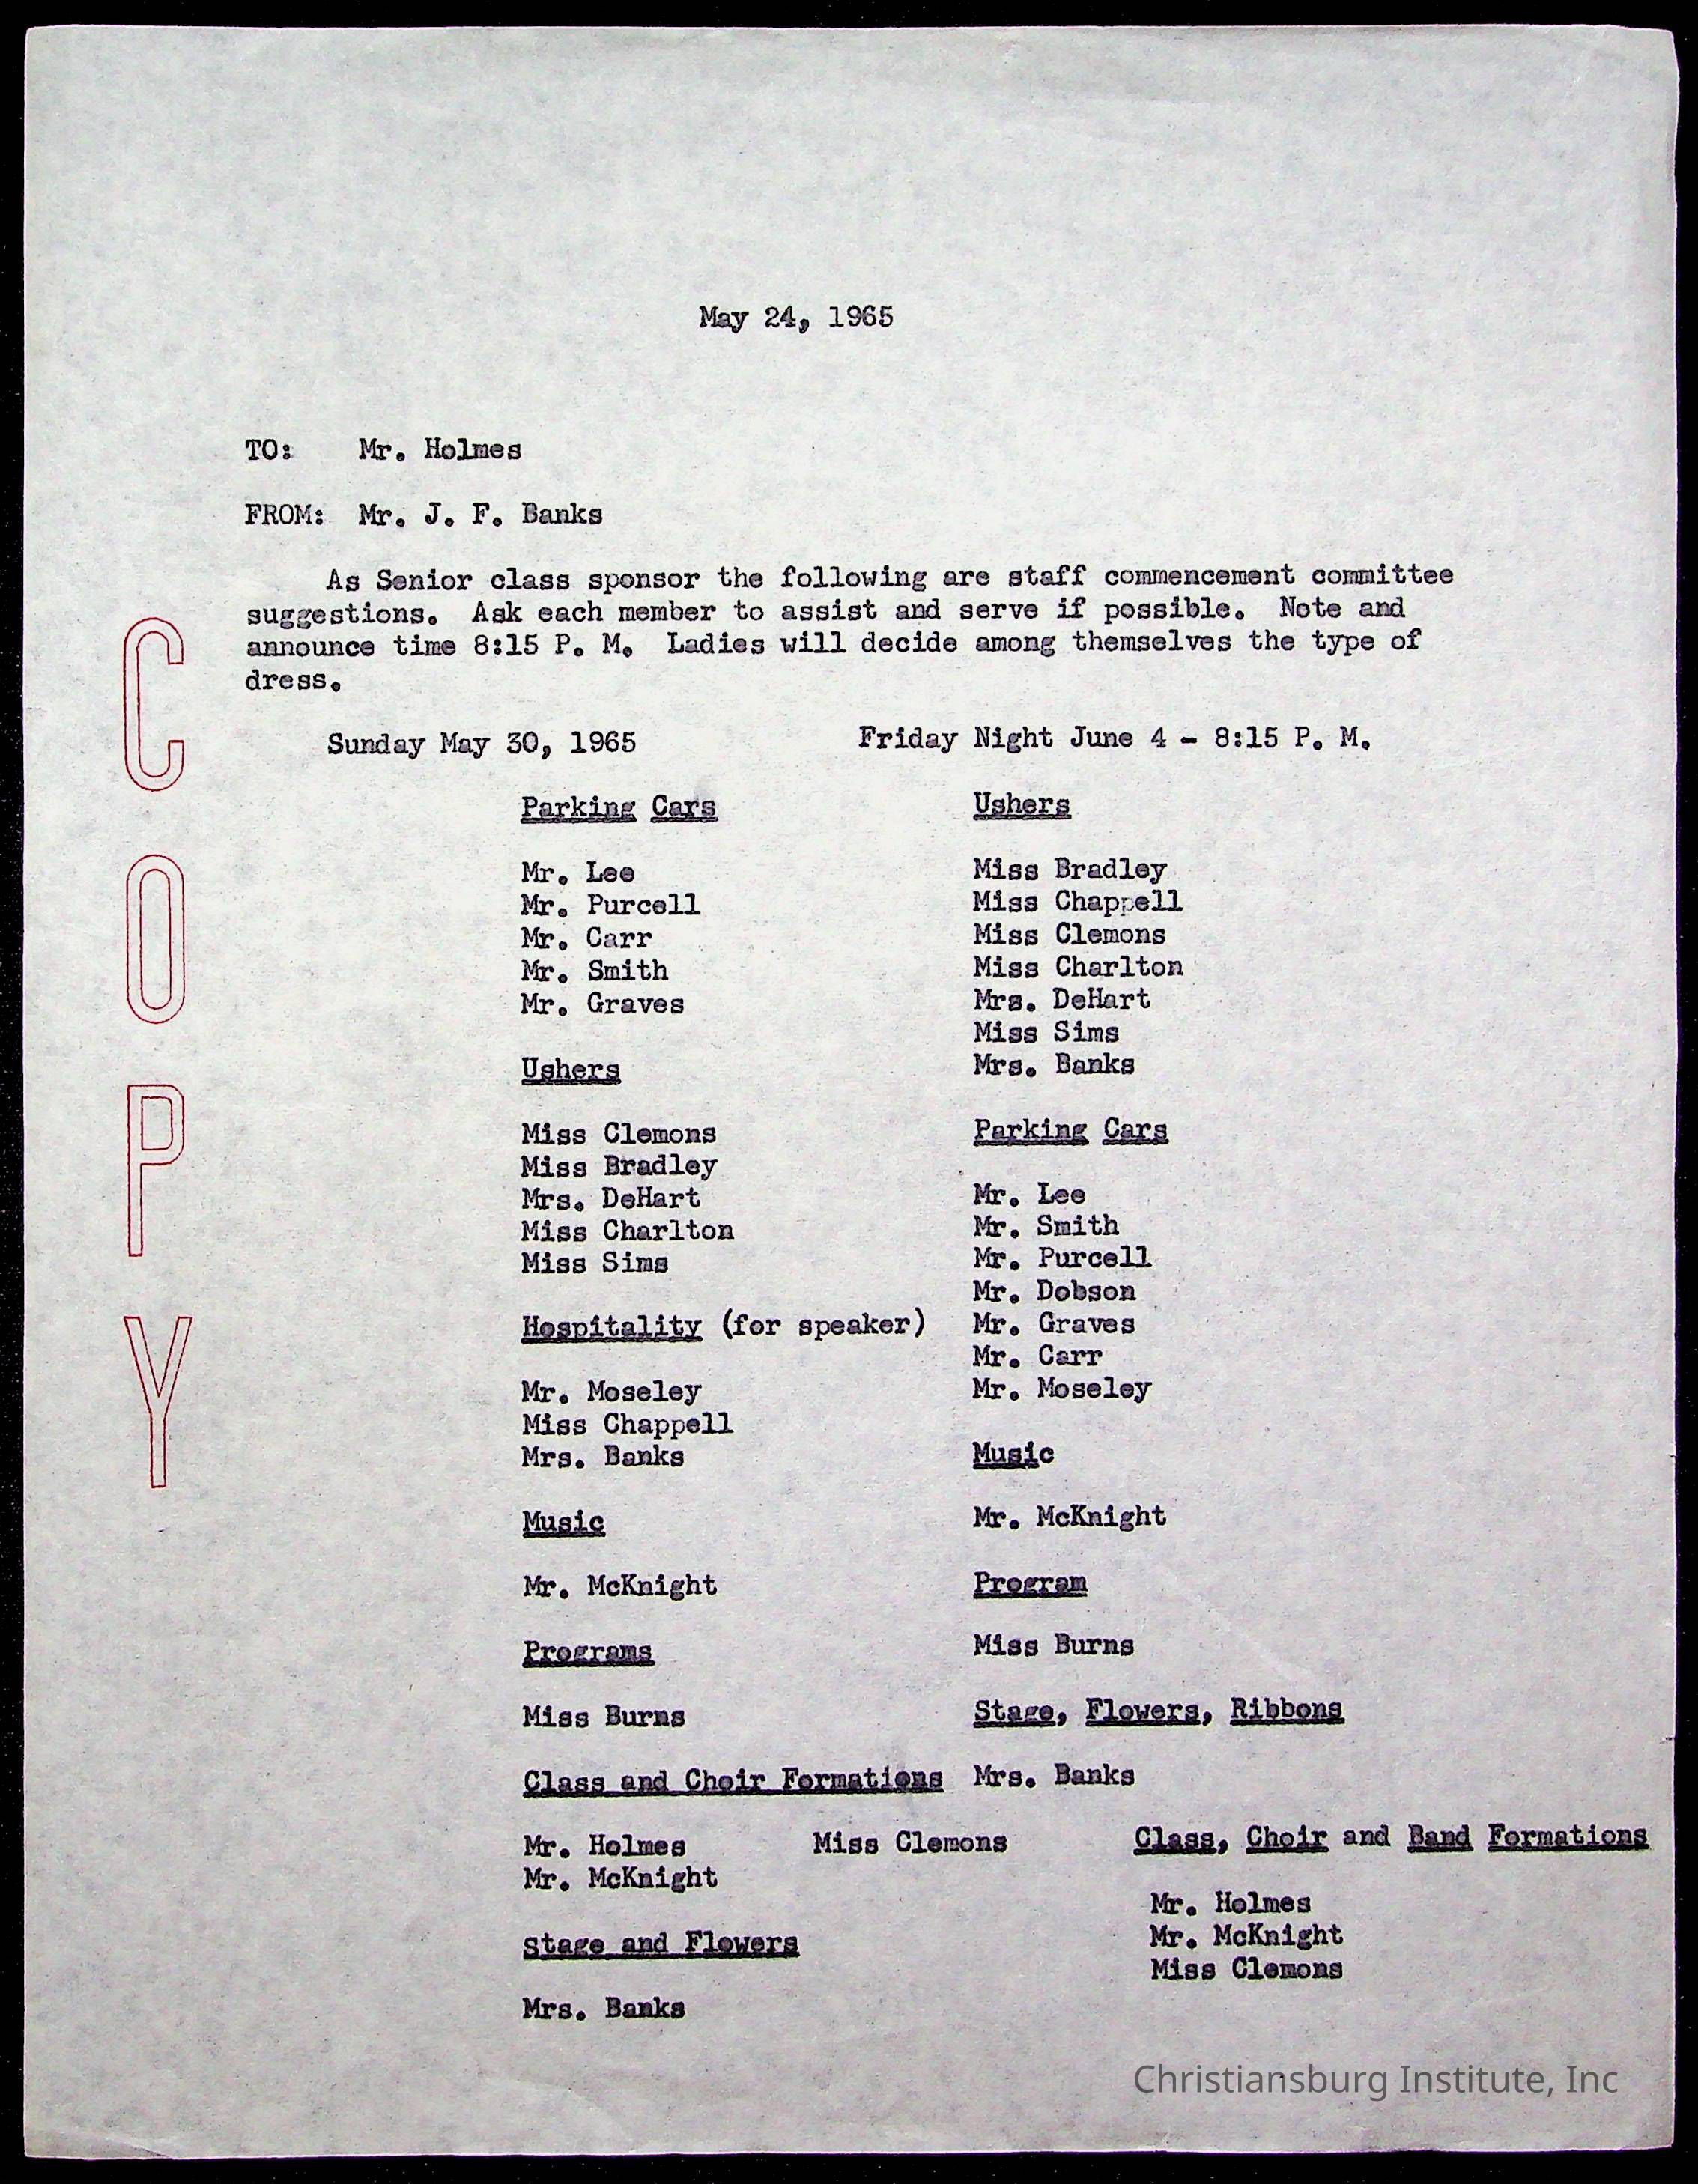 May 24, 1965
TO: Mr. Holmes
FROM: Mr. J. F. Banks
As Senior class sponsor the following are staff commencement committee
suggestions. Ask each member to assist and serve if possible. Note and
announce time 8:15 P. M. Ladies will decide among themselves the type of
dress.
COPY
Sunday May 30, 1965
Parking Cars
Mr. Lee
Mr. Purcell
Mr. Carr
Mr. Smith
Mr. Graves
Ushers
Miss Clemons
Miss Bradley
Mrs. DeHart
Miss Charlton
Miss Sims
Hospitality (for speaker)
Mr. Moseley
Miss Chappell
Mrs. Banks
Music
Mr. McKnight
Programs
Miss Burns
Class and Choir Formations
Mr. Holmes Miss Clemons
Mr. McKnight
Stage and Flowers
Mrs. Banks
Friday Night June 4 - 8:15 P. M.
Ushers
Miss Bradley
Miss Chappell
Miss Clemons
Miss Charlton
Mrs. DeHart
Miss Sims
Mrs. Banks
Parking Cars
Mr. Lee
Mr. Smith
Mr. Purcell
Mr. Dobson
Mr. Graves
Mr. Carr
Mr. Moseley
Music
Mr. McKnight
Program
Miss Burns
Stage, Flowers, Ribbons
Mrs. Banks
Class, Choir and Band Formations
Mr. Holmes
Mr. McKnight
Miss Clemons
Christiansburg Institute, Inc